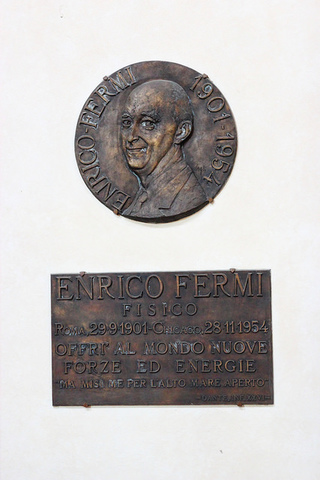 ENRICO·FERMI 1901-1954
ENRICO FERMI
FISICO
ROMA, 29·9·1901-CHICAGO, 28·11·1954
OFFRÌ AL MONDO NUOVE
FORZE ED ENERGIE
"MA MISI ME PER L'ALTO MARE APERTO"